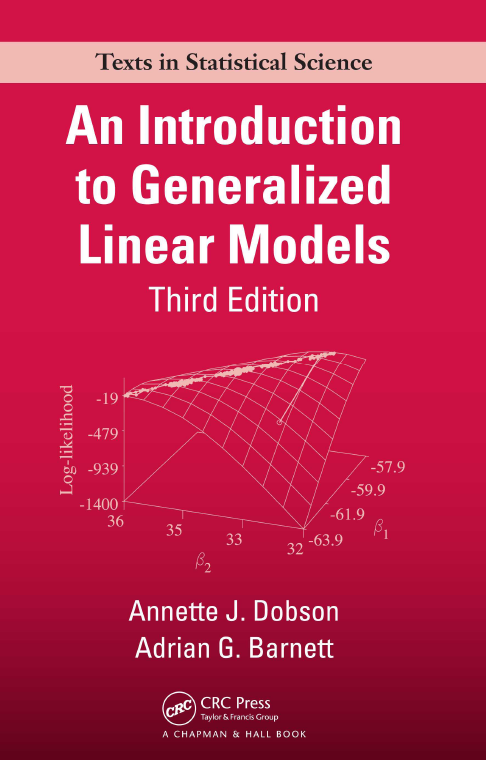 Texts in Statistical Science
An Introduction
to Generalized
Linear Models
Third Edition
Log-likelihood
-19
-479
-939
-1400
36
35
33
32
β2
-63.9
-61.9
-59.9
-57.9
β1
Annette J. Dobson
Adrian G. Barnett
CRC
CRC Press
Taylor & Francis Group
A CHAPMAN & HALL BOOK